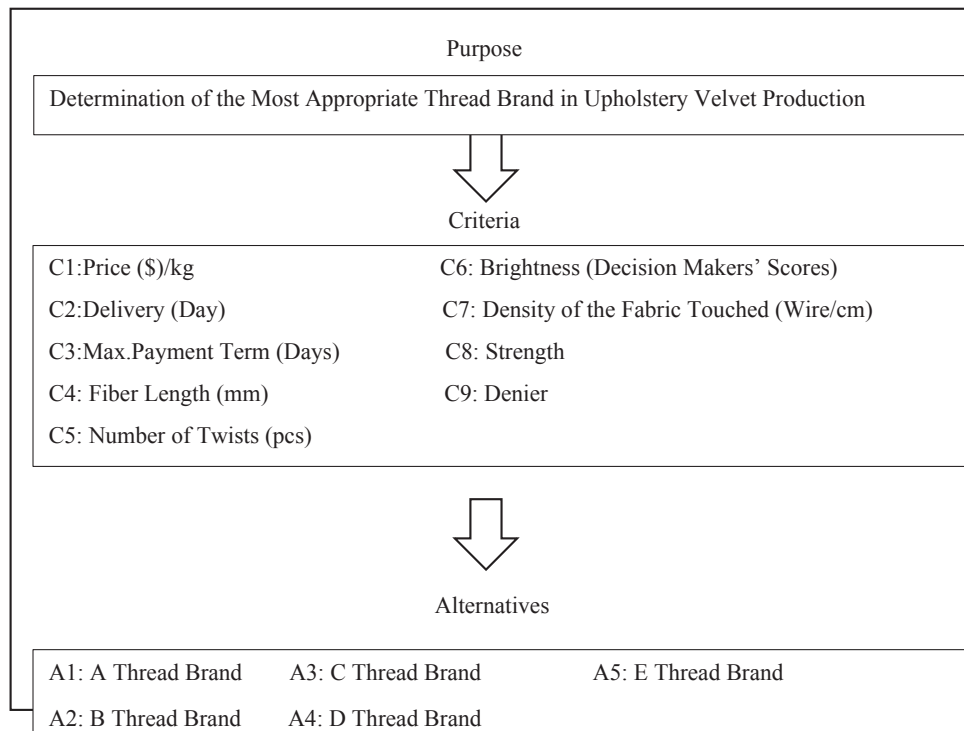 Purpose
Determination of the Most Appropriate Thread Brand in Upholstery Velvet Production
Criteria
C1:Price ($)/kg
C2:Delivery (Day)
C3:Max.Payment Term (Days)
C4: Fiber Length (mm)
C5: Number of Twists (pcs)
C6: Brightness (Decision Makers’ Scores)
C7: Density of the Fabric Touched (Wire/cm)
C8: Strength
C9: Denier
Alternatives
A1: A Thread Brand
A2: B Thread Brand
A3: C Thread Brand
A4: D Thread Brand
A5: E Thread Brand